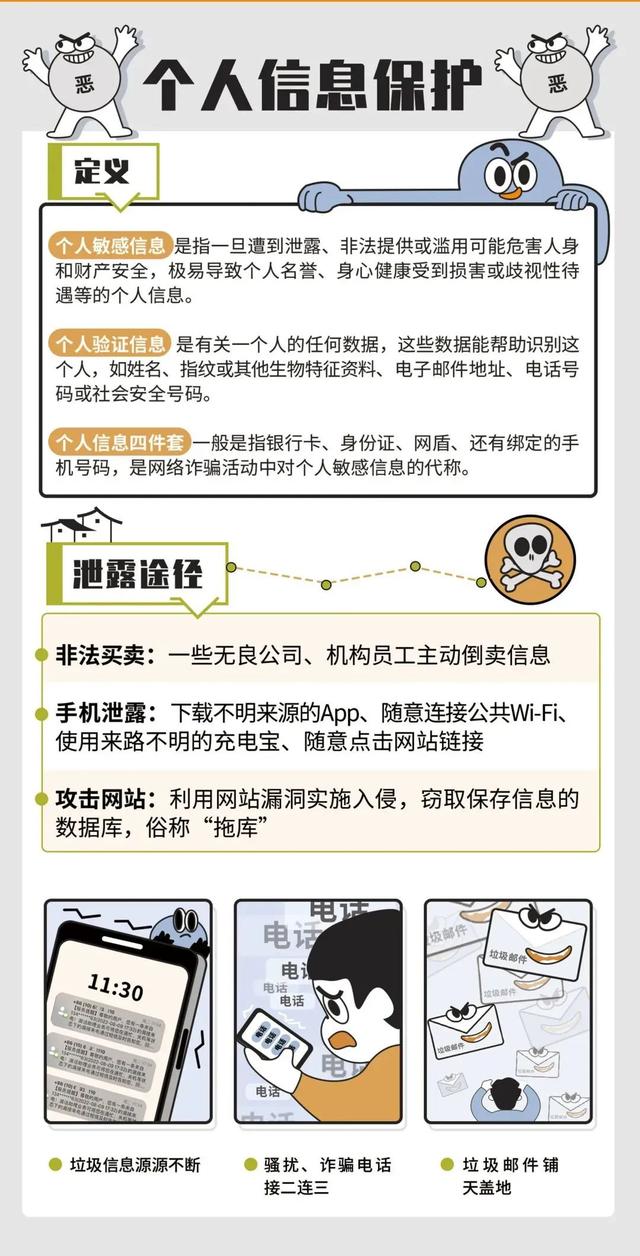 恶
个人信息保护
恶
定义
个人敏感信息 是指一旦遭到泄露、非法提供或滥用可能危害人身
和财产安全，极易导致个人名誉、身心健康受到损害或歧视性待
遇等的个人信息。
个人验证信息 是有关一个人的任何数据，这些数据能帮助识别这
个人，如姓名、指纹或其他生物特征资料、电子邮件地址、电话号
码或社会安全号码。
个人信息四件套 一般是指银行卡、身份证、网盾、还有绑定的手
机号码，是网络诈骗活动中对个人敏感信息的代称。
泄露途径
非法买卖：一些无良公司、机构员工主动倒卖信息
手机泄露：下载不明来源的App、随意连接公共Wi-Fi、
使用来路不明的充电宝、随意点击网站链接
攻击网站：利用网站漏洞实施入侵，窃取保存信息的
数据库，俗称“拖库”
11:30
电话
电话
电话
电话
电话
电话
电话
垃圾邮件
垃圾邮件
垃圾邮件
垃圾信息源源不断
骚扰、诈骗电话
接二连三
垃圾邮件铺
天盖地